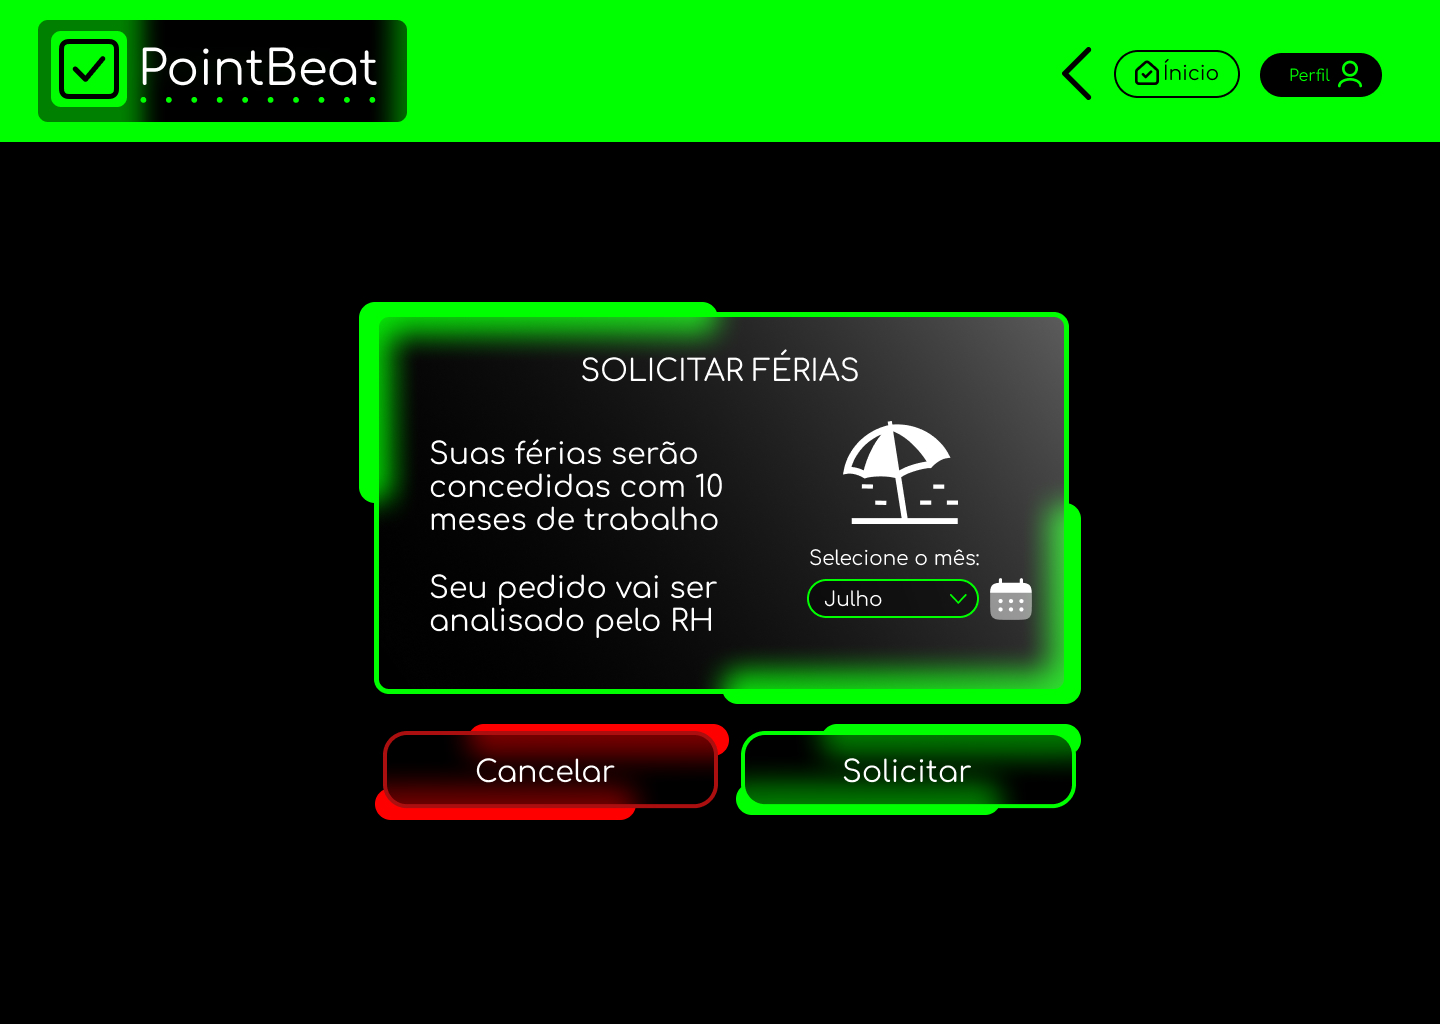 PointBeat
Ínicio
Perfil
SOLICITAR FÉRIAS
Suas férias serão
concedidas com 10
meses de trabalho
Seu pedido vai ser
analisado pelo RH
Selecione o mês:
Julho
Cancelar
Solicitar